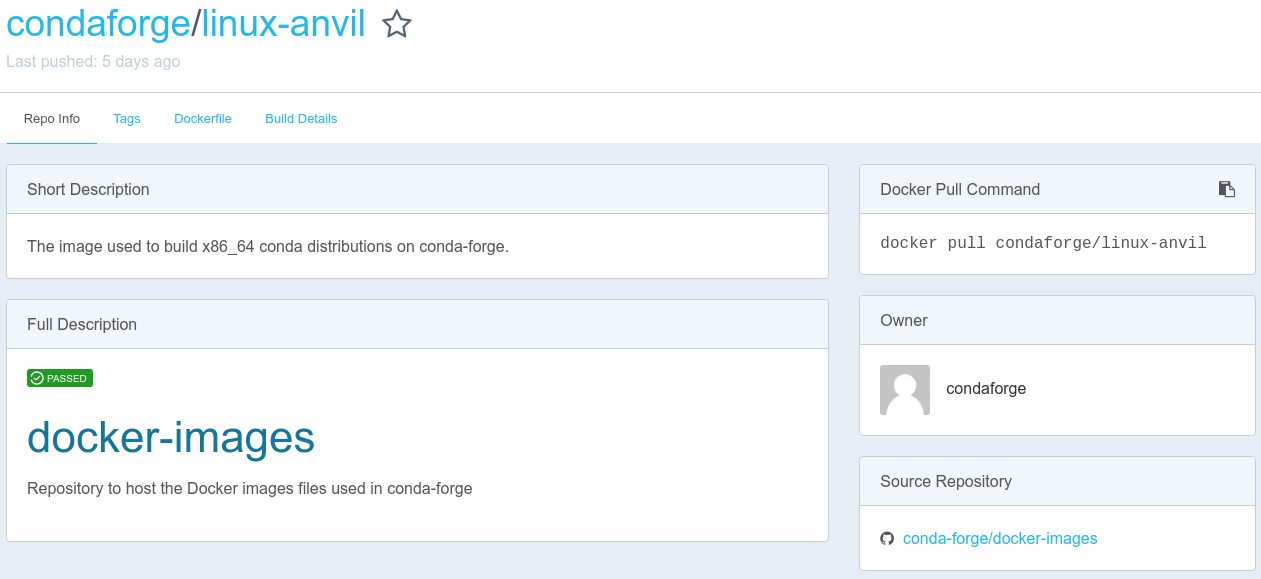 condaforge/linux-anvil
Last pushed: 5 days ago
Repo Info
Tags
Dockerfile
Build Details
Short Description
The image used to build x86_64 conda distributions on conda-forge.
Full Description
PASSED
docker-images
Repository to host the Docker images files used in conda-forge
Docker Pull Command
docker pull condaforge/linux-anvil
Owner
condaforge
Source Repository
conda-forge/docker-images